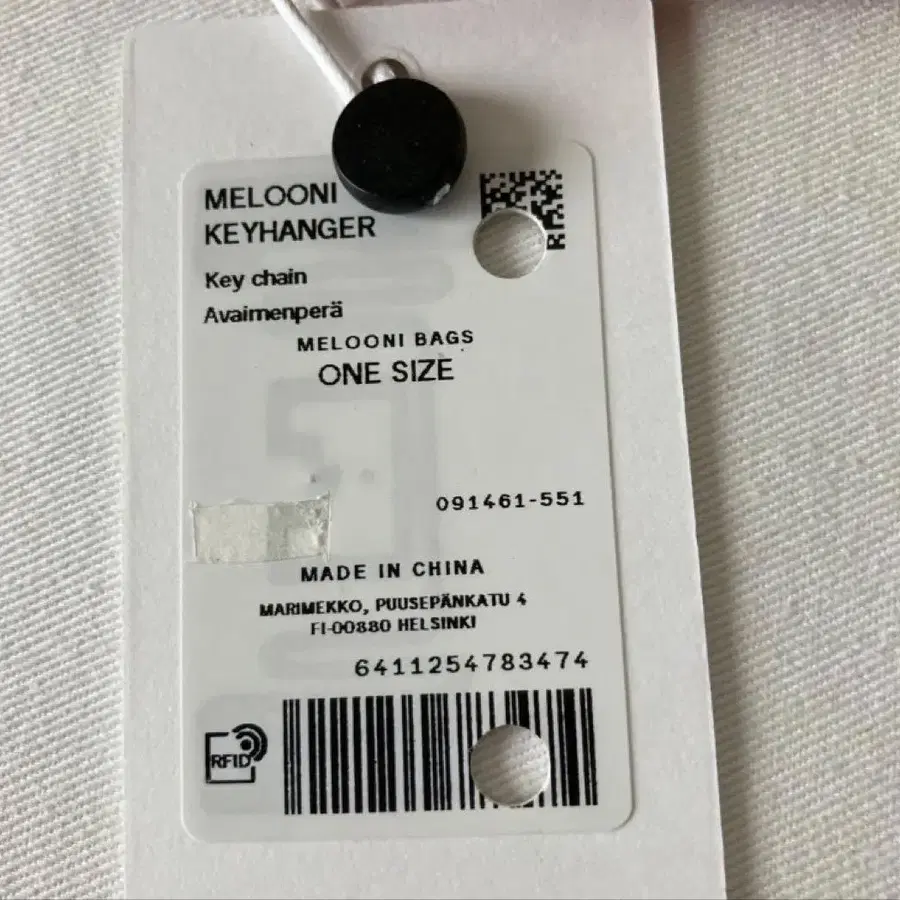 MELOONI
KEYHANGER
Key chain
Avaimenperä
MELOONI BAGS
ONE SIZE
091461-551
MADE IN CHINA
MARIMEKKO, PUUSEPÄNKATU 4
FI-00880 HELSINKI
6411254783474
RFID